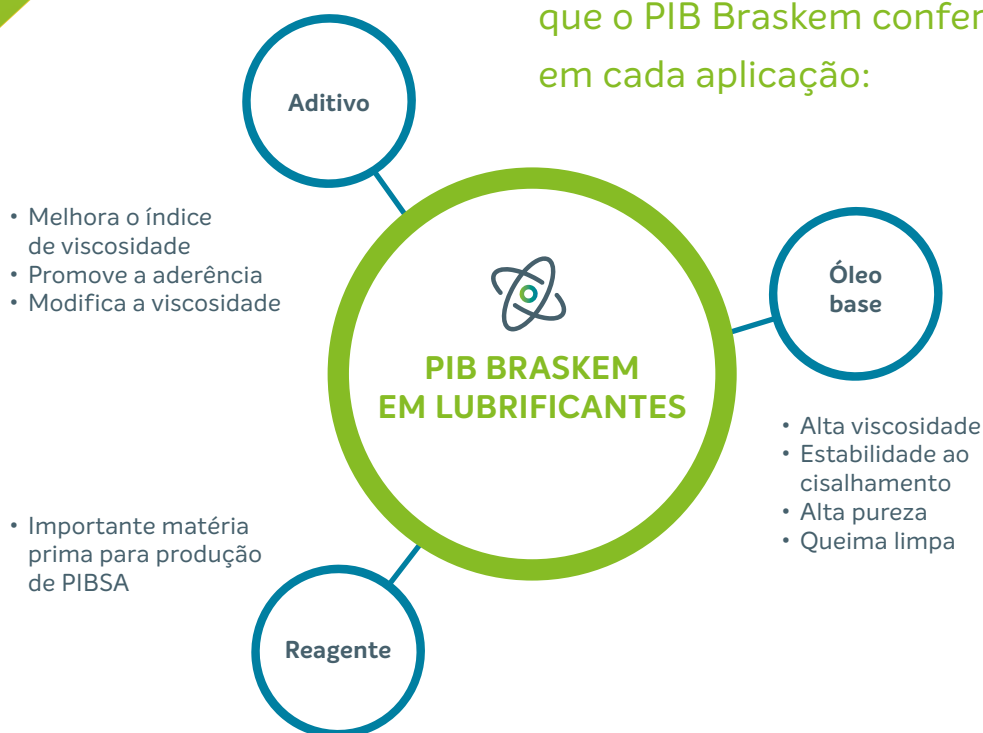 que o PIB Braskem confer
em cada aplicação:
Aditivo
• Melhora o índice
de viscosidade
• Promove a aderência
• Modifica a viscosidade
Óleo
base
PIB BRASKEM
EM LUBRIFICANTES
• Alta viscosidade
• Estabilidade ao
cisalhamento
• Alta pureza
• Queima limpa
• Importante matéria
prima para produção
de PIBSA
Reagente